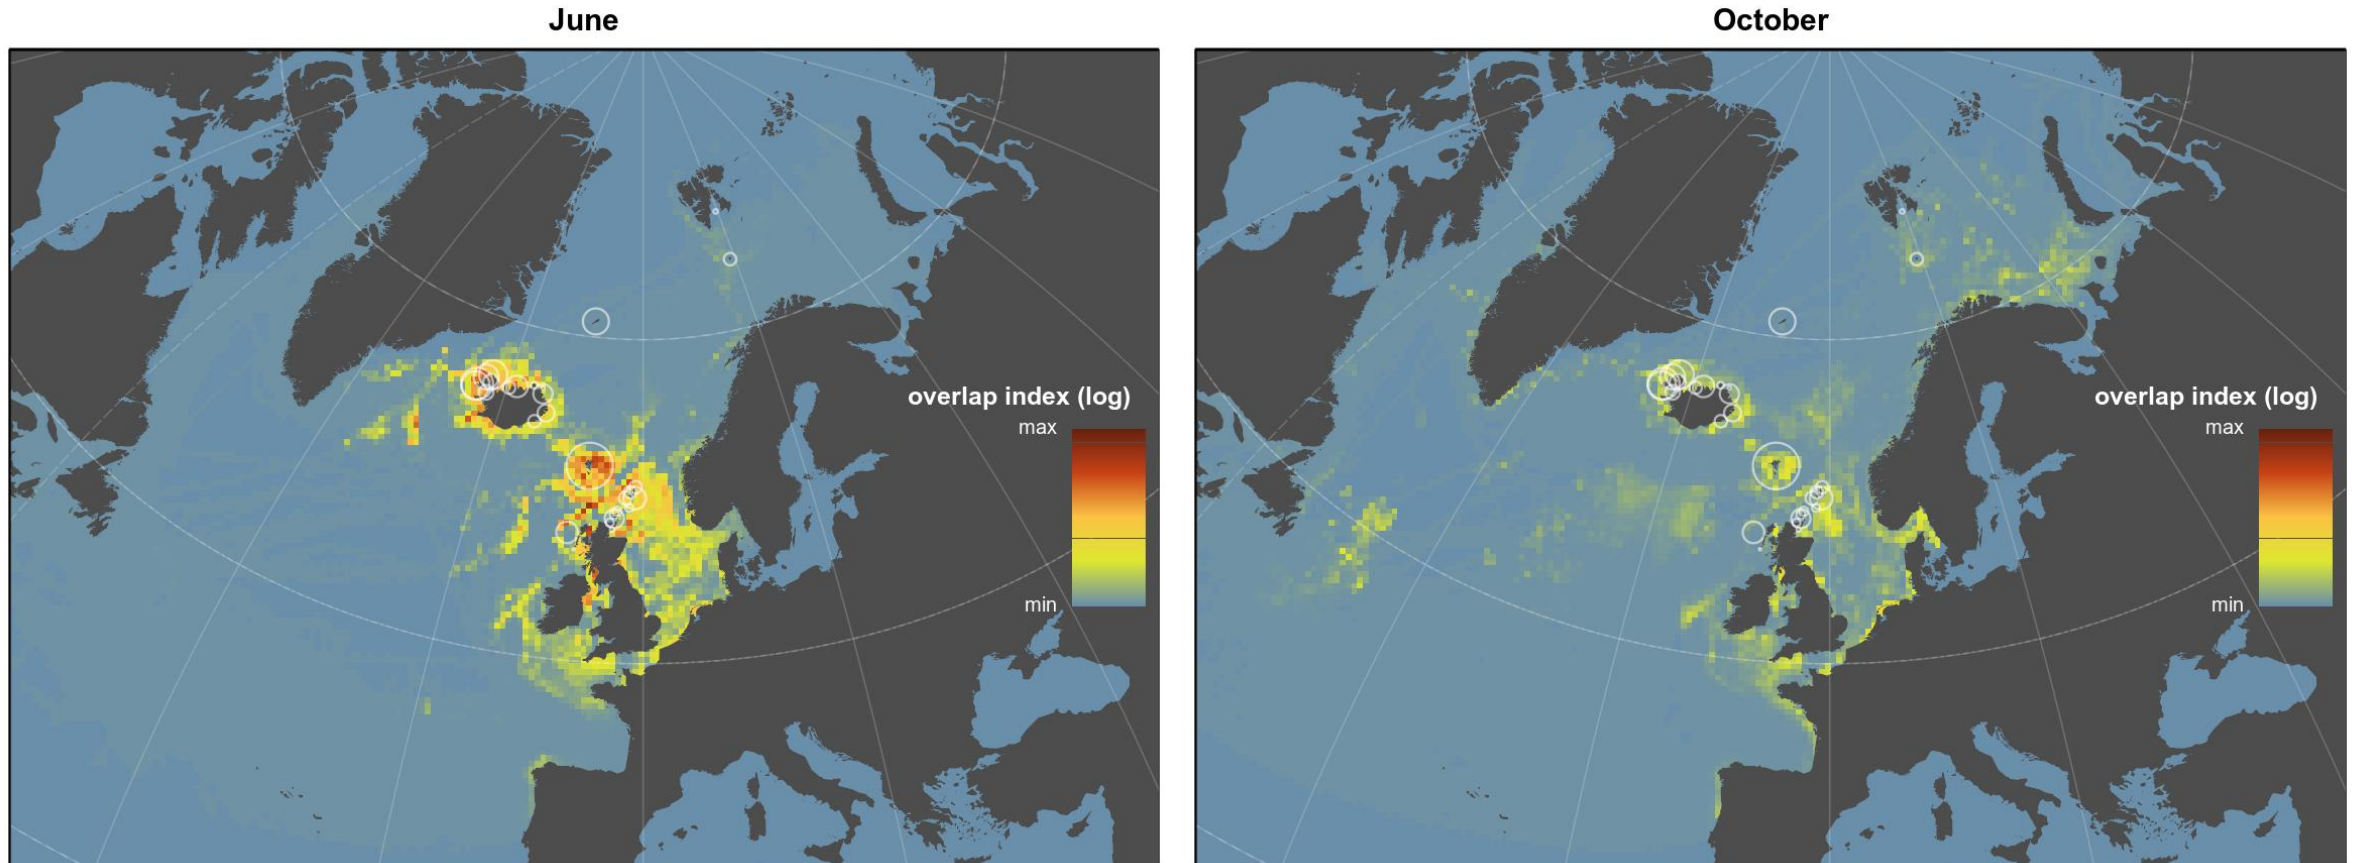 June
October
overlap index (log)
max
min
overlap index (log)
max
min